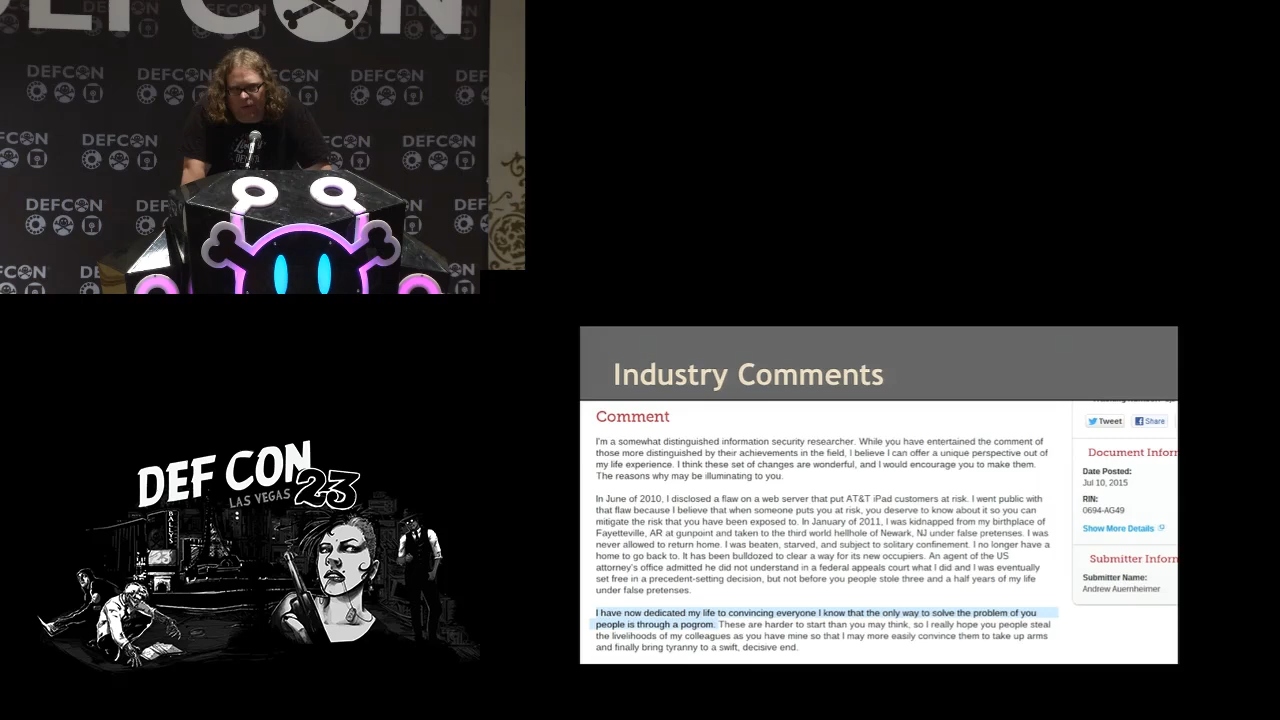 DEFCON
DEFCON
DEFCON
DEFCON
DEFCON
DEFCON
DEFCON
DEF CON
LAS VEGAS 23
BALLY
Industry Comments
Comment
I'm a somewhat distinguished information security researcher. While you have entertained the comment of
those more distinguished by their achievements in the field, I believe I can offer a unique perspective out of
my life experience. I think these set of changes are wonderful, and I would encourage you to make them.
The reasons why may be illuminating to you.
In June of 2010, I disclosed a flaw on a web server that put AT&T iPad customers at risk. I went public with
that flaw because I believe that when someone puts you at risk, you deserve to know about it so you can
mitigate the risk that you have been exposed to. In January of 2011, I was kidnapped from my birthplace of
Fayetteville, AR at gunpoint and taken to the third world hellhole of Newark, NJ under false pretenses. I was
never allowed to return home. I was beaten, starved, and subject to solitary confinement. I no longer have a
home to go back to. It has been bulldozed to clear a way for its new occupiers. An agent of the US
attorney's office admitted he did not understand in a federal appeals court what I did and I was eventually
set free in a precedent-setting decision, but not before you people stole three and a half years of my life
under false pretenses.
I have now dedicated my life to convincing everyone I know that the only way to solve the problem of you
people is through a pogrom. These are harder to start than you may think, so I really hope you people steal
the livelihoods of my colleagues as you have mine so that I may more easily convince them to take up arms
and finally bring tyranny to a swift, decisive end.
Tweet Share
Document Infor
Date Posted:
Jul 10, 2015
RIN:
0694-AG49
Show More Details
Submitter Infor
Submitter Name:
Andrew Auernheimer